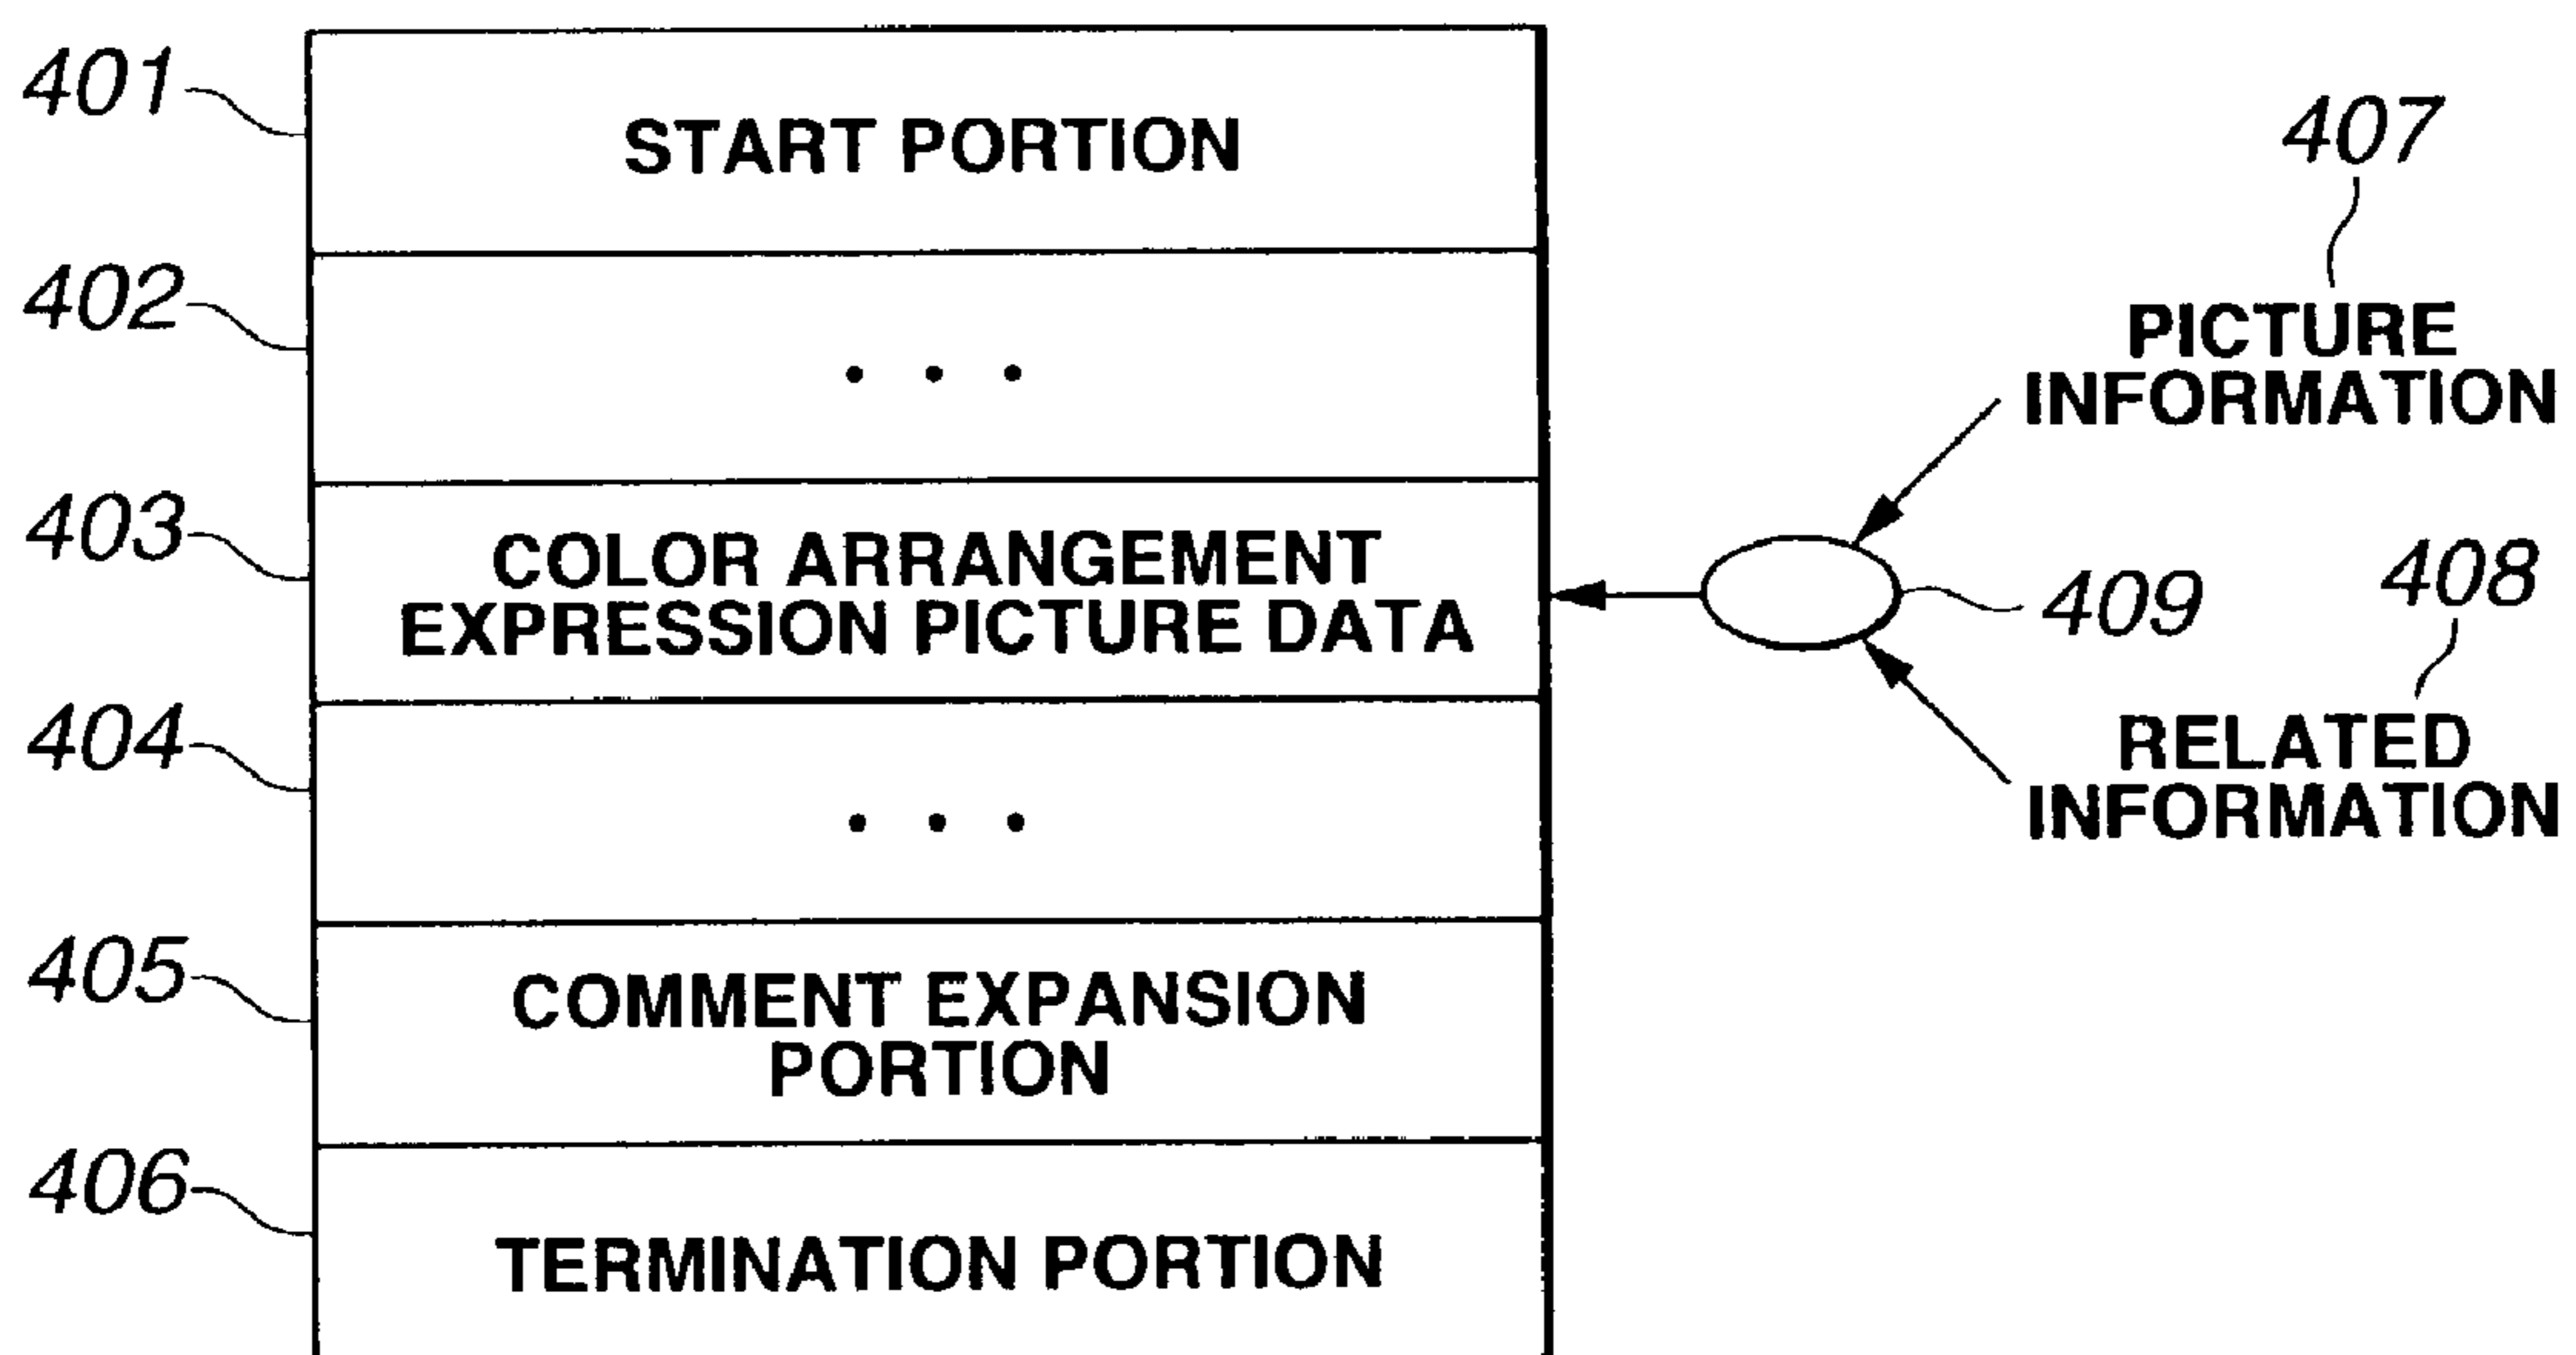 401
START PORTION
402
. . .
403
COLOR ARRANGEMENT
EXPRESSION PICTURE DATA
404
. . .
405
COMMENT EXPANSION
PORTION
406
TERMINATION PORTION
407
PICTURE
INFORMATION
409
408
RELATED
INFORMATION